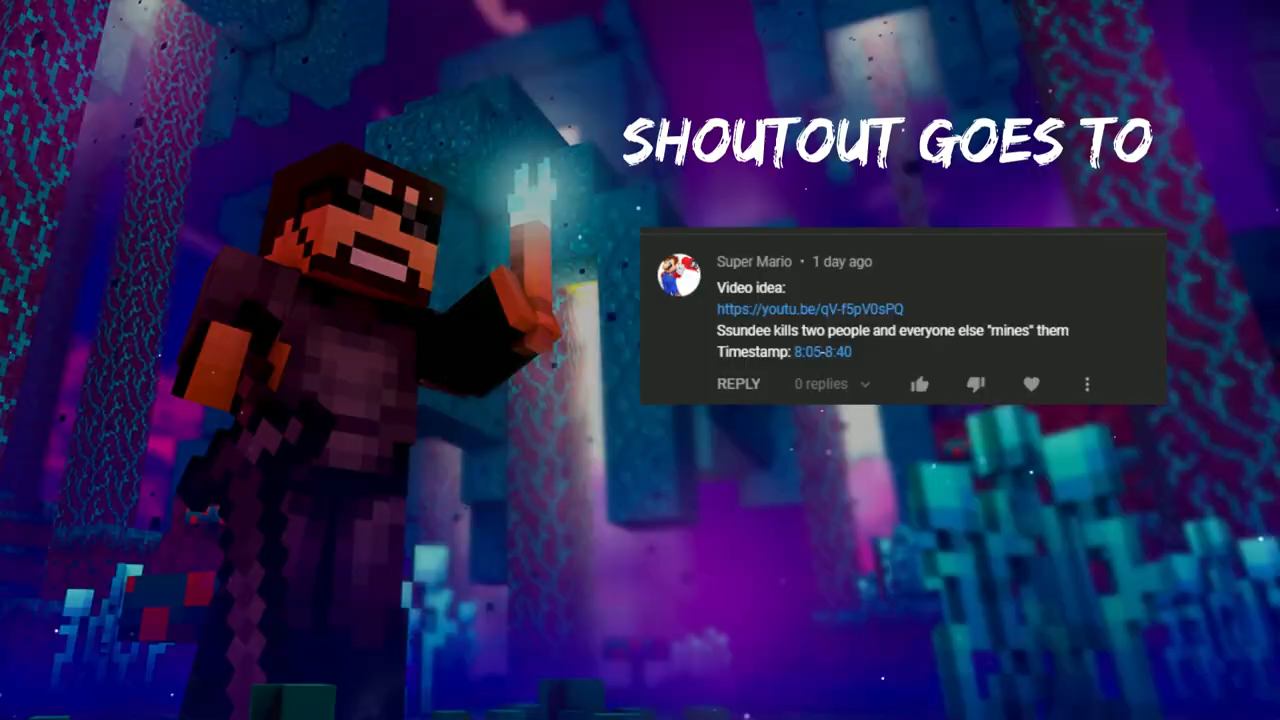 SHOUTOUT GOES TO
Super Mario • 1 day ago
Video idea:
https://youtu.be/qV-f5pV0sPQ
Ssundee kills two people and everyone else "mines" them
Timestamp: 8:05-8:40
REPLY 0 replies